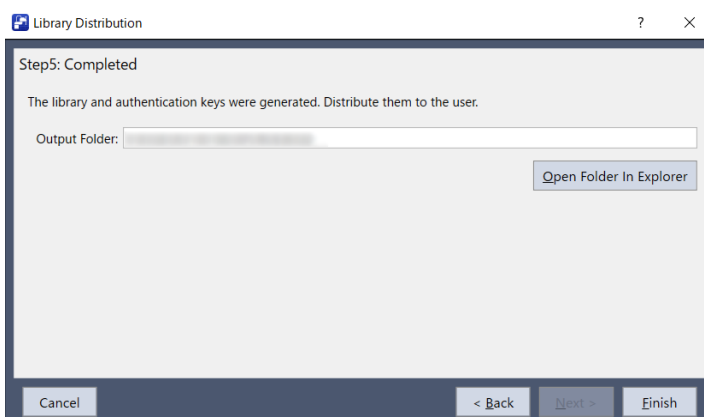 Library Distribution
?
Step5: Completed
The library and authentication keys were generated. Distribute them to the user.
Output Folder:
Open Folder In Explorer
Cancel
< Back
Next >
Finish